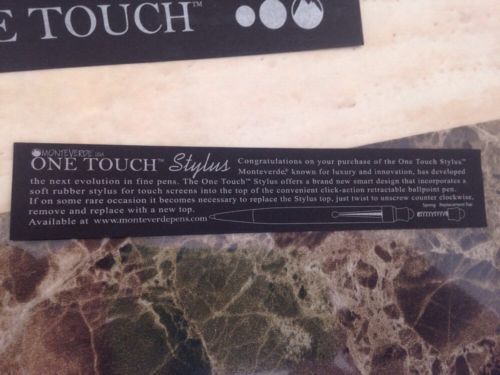 E TOUCH™
MONTEVERDE USA
ONE TOUCH™ Stylus
Congratulations on your purchase of the One Touch Stylus™
Monteverde® known for luxury and innovation, has developed
the next evolution in fine pens. The One Touch™ Stylus offers a brand new smart design that incorporates a
soft rubber stylus for touch screens into the top of the convenient click-action retractable ballpoint pen.
If on some rare occasion it becomes necessary to replace the Stylus top, just twist to unscrew counter clockwise,
remove and replace with a new top.
Spring Replacement Top
Available at www.monteverdepens.com